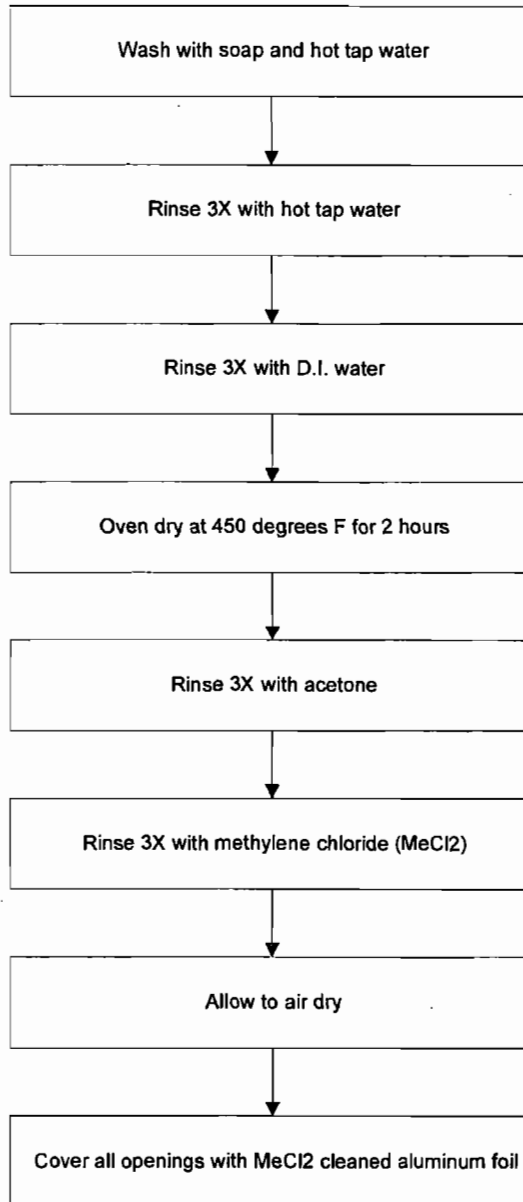 Wash with soap and hot tap water
Rinse 3X with hot tap water
Rinse 3X with D.I. water
Oven dry at 450 degrees F for 2 hours
Rinse 3X with acetone
Rinse 3X with methylene chloride (MeCl2)
Allow to air dry
Cover all openings with MeCl2 cleaned aluminum foil